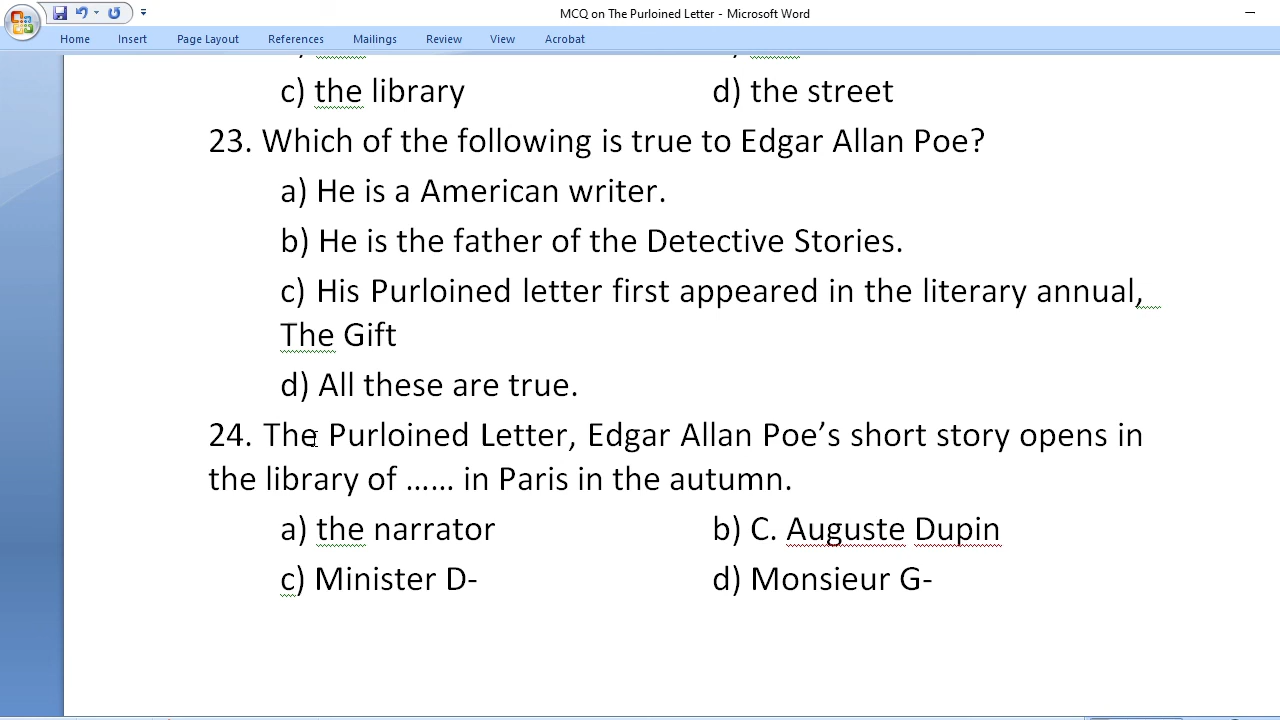 MCQ on The Purloined Letter - Microsoft Word
Home Insert Page Layout References Mailings Review View Acrobat
c) the library d) the street
23. Which of the following is true to Edgar Allan Poe?
a) He is a American writer.
b) He is the father of the Detective Stories.
c) His Purloined letter first appeared in the literary annual,
The Gift
d) All these are true.
24. The Purloined Letter, Edgar Allan Poe’s short story opens in
the library of …… in Paris in the autumn.
a) the narrator b) C. Auguste Dupin
c) Minister D- d) Monsieur G-